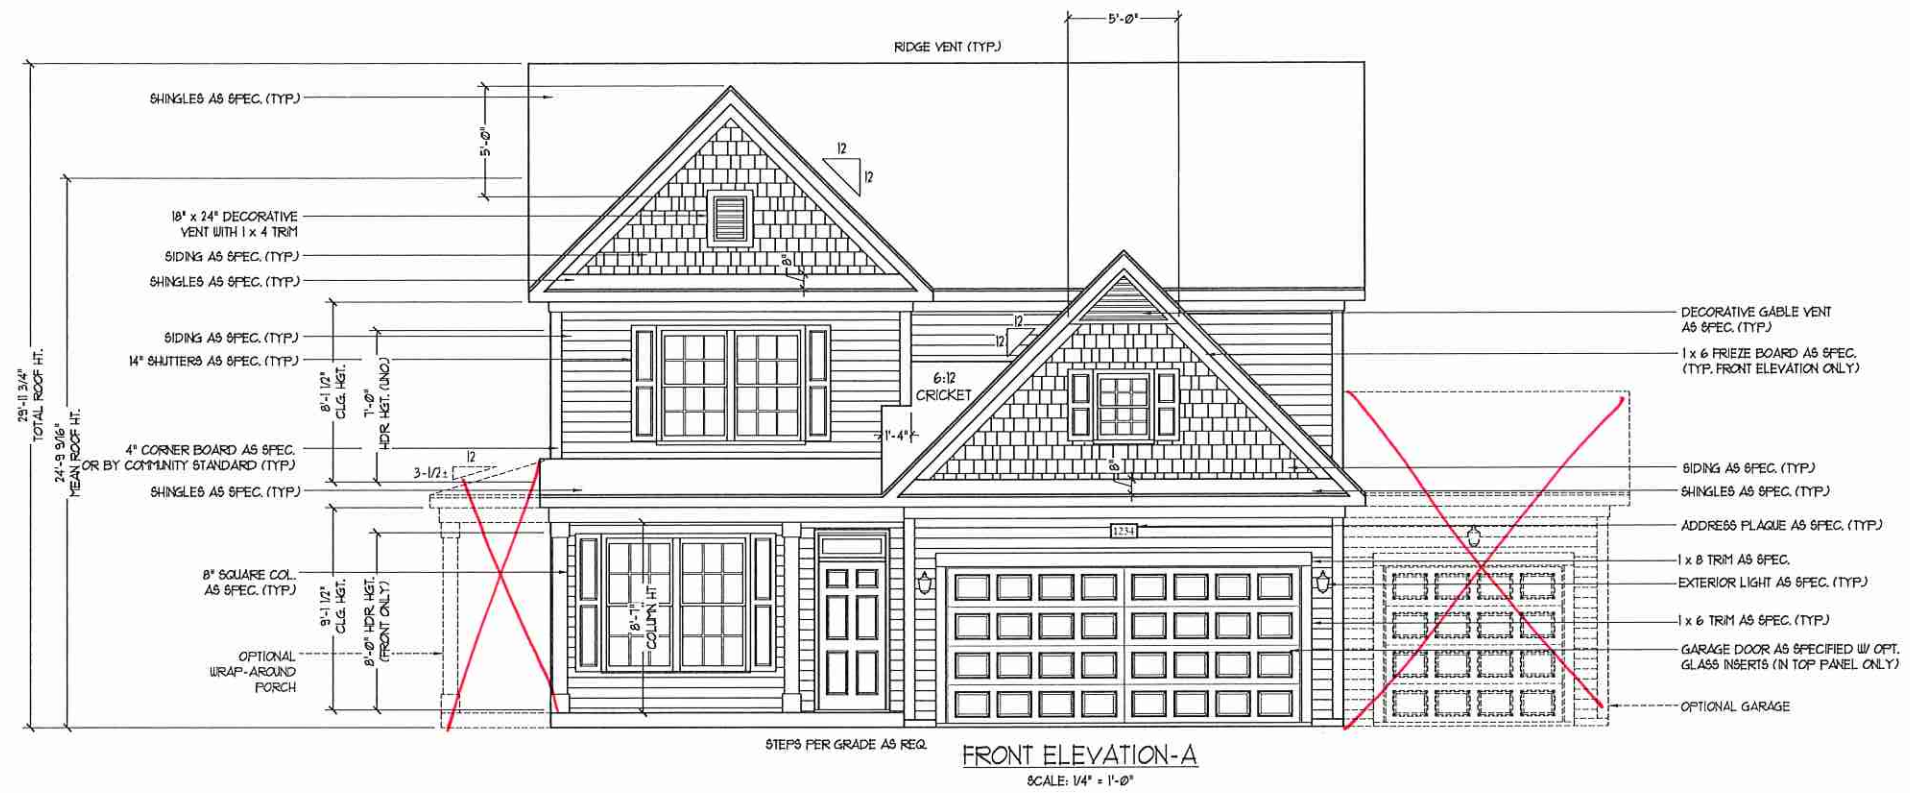 5'-0"
RIDGE VENT (TYP.)
SHINGLES AS SPEC. (TYP.)
5'-0"
12
12
18" x 24" DECORATIVE
VENT WITH 1 x 4 TRIM
SIDING AS SPEC. (TYP.)
SHINGLES AS SPEC. (TYP.)
8"
SIDING AS SPEC. (TYP.)
14" SHUTTERS AS SPEC. (TYP.)
29'-11 3/4"
TOTAL ROOF HT.
24'-9 9/16"
MEAN ROOF HT.
8'-1 1/2"
CLG. HGT.
7'-0"
HDR. HGT. (UNO.)
12
12
6:12
CRICKET
1'-4"
DECORATIVE GABLE VENT
AS SPEC. (TYP.)
1 x 6 FRIEZE BOARD AS SPEC.
(TYP. FRONT ELEVATION ONLY)
4" CORNER BOARD AS SPEC.
OR BY COMMUNITY STANDARD (TYP.)
12
3-1/2±
SHINGLES AS SPEC. (TYP.)
8"
SIDING AS SPEC. (TYP.)
SHINGLES AS SPEC. (TYP.)
1234
ADDRESS PLAQUE AS SPEC. (TYP.)
1 x 8 TRIM AS SPEC.
EXTERIOR LIGHT AS SPEC. (TYP.)
1 x 6 TRIM AS SPEC. (TYP.)
GARAGE DOOR AS SPECIFIED W/ OPT.
GLASS INSERTS (IN TOP PANEL ONLY)
OPTIONAL GARAGE
8" SQUARE COL.
AS SPEC. (TYP.)
9'-1 1/2"
CLG. HGT.
8'-0" HDR. HGT.
(FRONT ONLY)
8'-7"
COLUMN HT.
OPTIONAL
WRAP-AROUND
PORCH
STEPS PER GRADE AS REQ.
FRONT ELEVATION-A
SCALE: 1/4" = 1'-0"